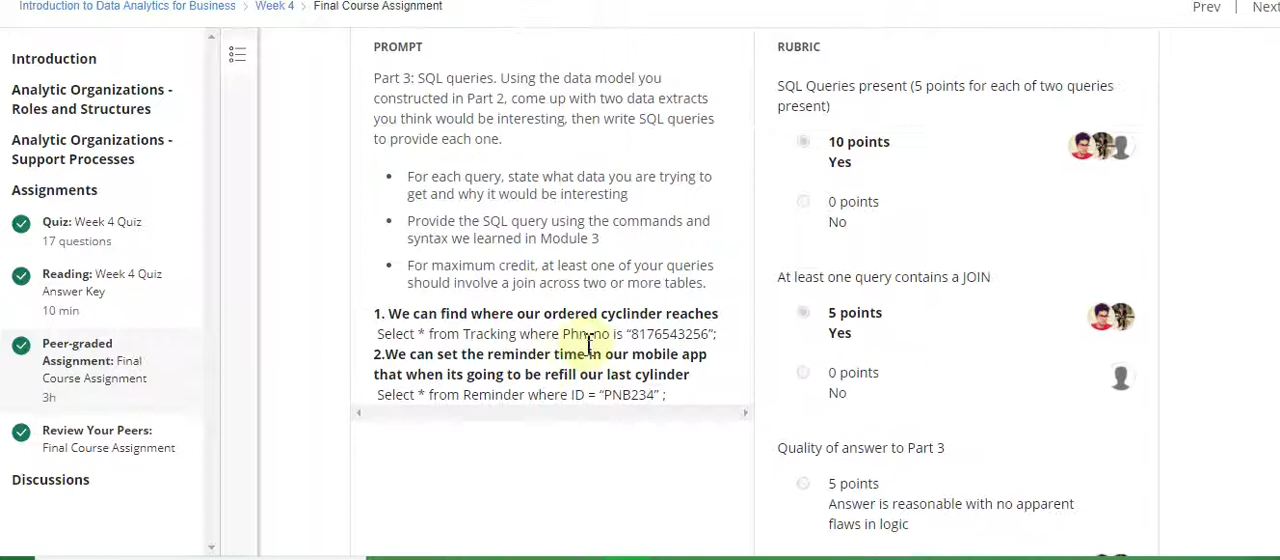 Introduction to Data Analytics for Business > Week 4 > Final Course Assignment
Prev | Next
Introduction
Analytic Organizations -
Roles and Structures
Analytic Organizations -
Support Processes
Assignments
Quiz: Week 4 Quiz
17 questions
Reading: Week 4 Quiz
Answer Key
10 min
Peer-graded
Assignment: Final
Course Assignment
3h
Review Your Peers:
Final Course Assignment
Discussions
PROMPT
Part 3: SQL queries. Using the data model you
constructed in Part 2, come up with two data extracts
you think would be interesting, then write SQL queries
to provide each one.
• For each query, state what data you are trying to
get and why it would be interesting
• Provide the SQL query using the commands and
syntax we learned in Module 3
• For maximum credit, at least one of your queries
should involve a join across two or more tables.
1. We can find where our ordered cyclinder reaches
Select * from Tracking where Phn-no is “8176543256”;
2.We can set the reminder time in our mobile app
that when its going to be refill our last cylinder
Select * from Reminder where ID = “PNB234” ;
RUBRIC
SQL Queries present (5 points for each of two queries
present)
10 points
Yes
0 points
No
At least one query contains a JOIN
5 points
Yes
0 points
No
Quality of answer to Part 3
5 points
Answer is reasonable with no apparent
flaws in logic